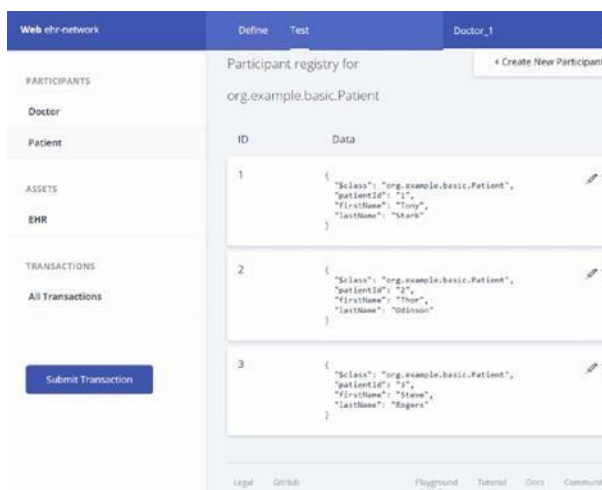 Web ehr-network
Define Test Doctor_1
PARTICIPANTS
Doctor
Patient
ASSETS
EHR
TRANSACTIONS
All Transactions
Submit Transaction
Participant registry for
org.example.basic.Patient
+ Create New Participant
ID Data
1
{
"$class": "org.example.basic.Patient",
"patientId": "1",
"firstName": "Tony",
"lastName": "Stark"
}
2
{
"$class": "org.example.basic.Patient",
"patientId": "2",
"firstName": "Thor",
"lastName": "Odinson"
}
3
{
"$class": "org.example.basic.Patient",
"patientId": "3",
"firstName": "Steve",
"lastName": "Rogers"
}
Legal GitHub Playground Tutorial Docs Communit